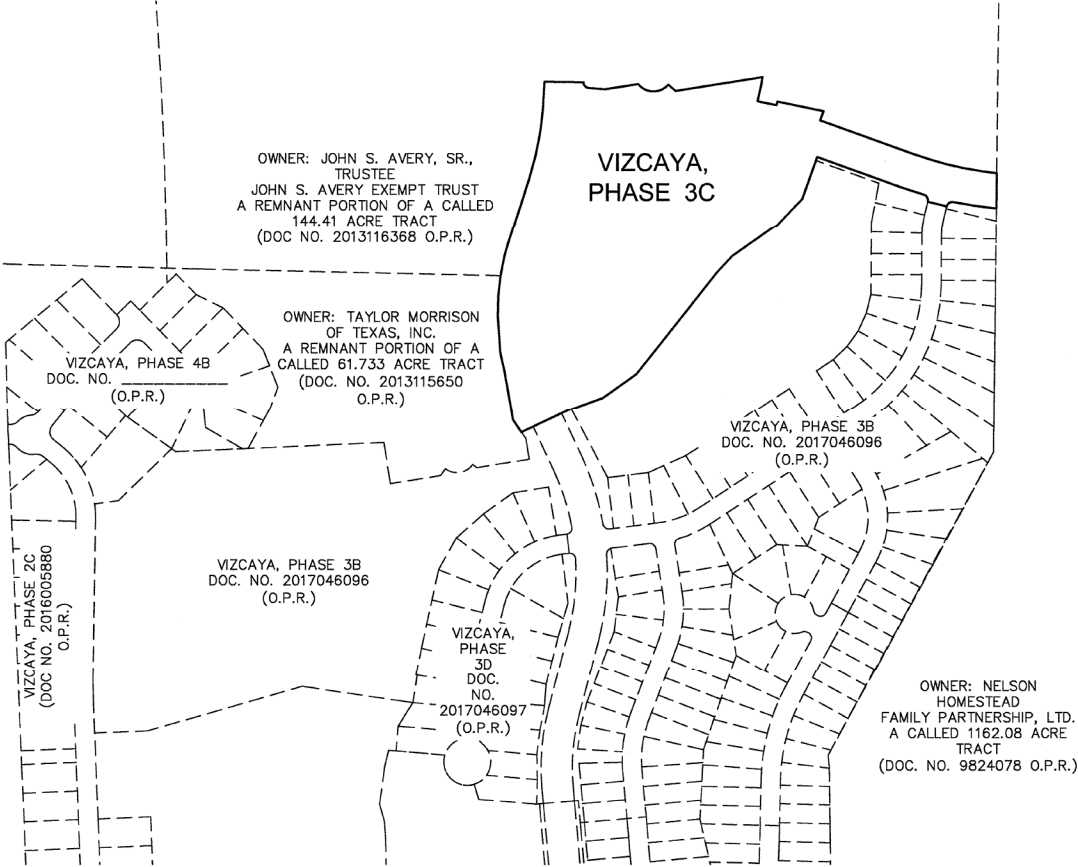 VIZCAYA,
PHASE 3C
OWNER: JOHN S. AVERY, SR.,
TRUSTEE
JOHN S. AVERY EXEMPT TRUST
A REMNANT PORTION OF A CALLED
144.41 ACRE TRACT
(DOC NO. 2013116368 O.P.R.)
OWNER: TAYLOR MORRISON
OF TEXAS, INC.
A REMNANT PORTION OF A
CALLED 61.733 ACRE TRACT
(DOC. NO. 2013115650
O.P.R.)
VIZCAYA, PHASE 4B
DOC. NO. ____________
(O.P.R.)
VIZCAYA, PHASE 3B
DOC. NO. 2017046096
(O.P.R.)
VIZCAYA, PHASE 2C
(DOC NO. 2016005880
O.P.R.)
VIZCAYA, PHASE 3B
DOC. NO. 2017046096
(O.P.R.)
VIZCAYA,
PHASE
3D
DOC.
NO.
2017046097
(O.P.R.)
OWNER: NELSON
HOMESTEAD
FAMILY PARTNERSHIP, LTD.
A CALLED 1162.08 ACRE
TRACT
(DOC. NO. 9824078 O.P.R.)